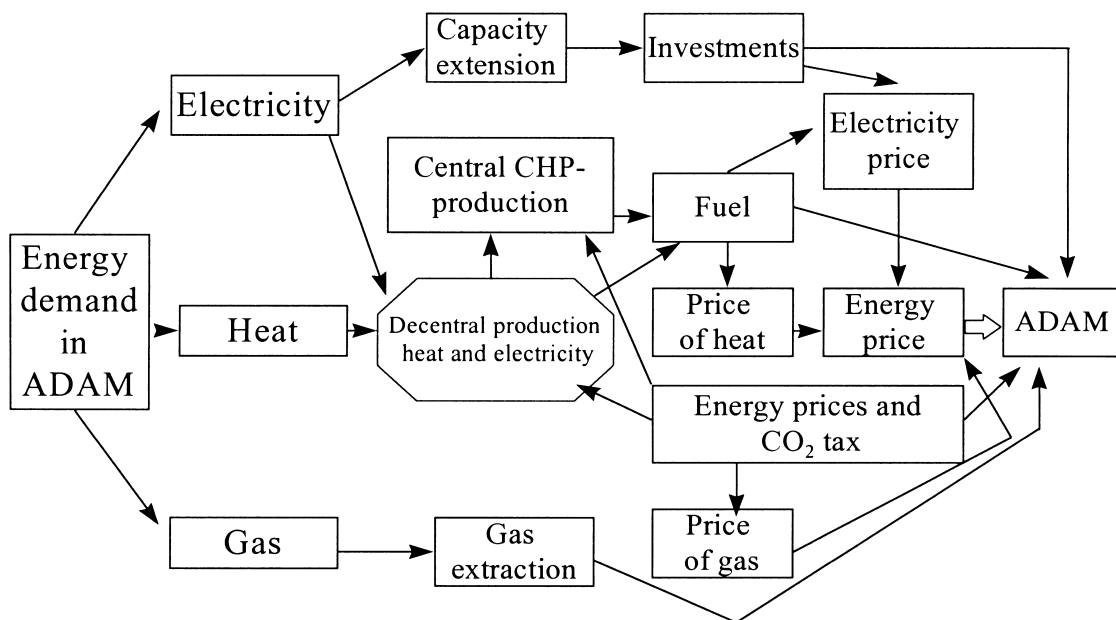 Capacity
extension
Investments
Electricity
Electricity
price
Central CHP-
production
Fuel
Energy
demand
in
ADAM
Heat
Decentral production
heat and electricity
Price
of heat
Energy
price
ADAM
Energy prices and
CO₂ tax
Gas
Gas
extraction
Price
of gas